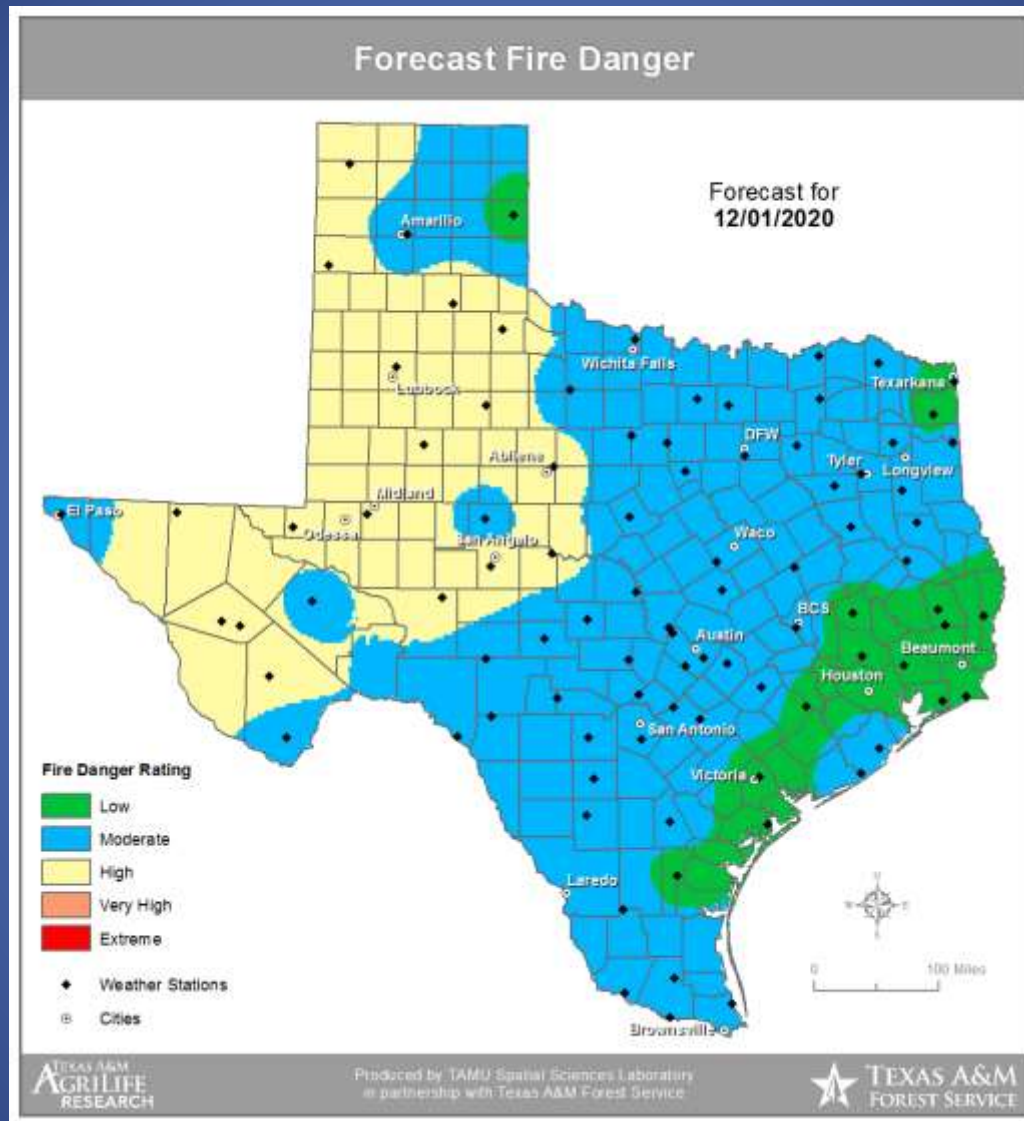 Forecast Fire Danger
Forecast for
12/01/2020
Amarillo
Wichita Falls
Texarkana
Lubbock
DFW
Abilene
Tyler
Longview
Midland
El Paso
Odessa
San Angelo
Waco
BCS
Austin
Beaumont
Houston
San Antonio
Victoria
Laredo
Brownsville
Fire Danger Rating
Low
Moderate
High
Very High
Extreme
Weather Stations
Cities
N
W
E
S
0
100 Miles
TEXAS A&M
AGRILIFE
RESEARCH
Produced by TAMU Spatial Sciences Laboratory
in partnership with Texas A&M Forest Service
TEXAS A&M
FOREST SERVICE